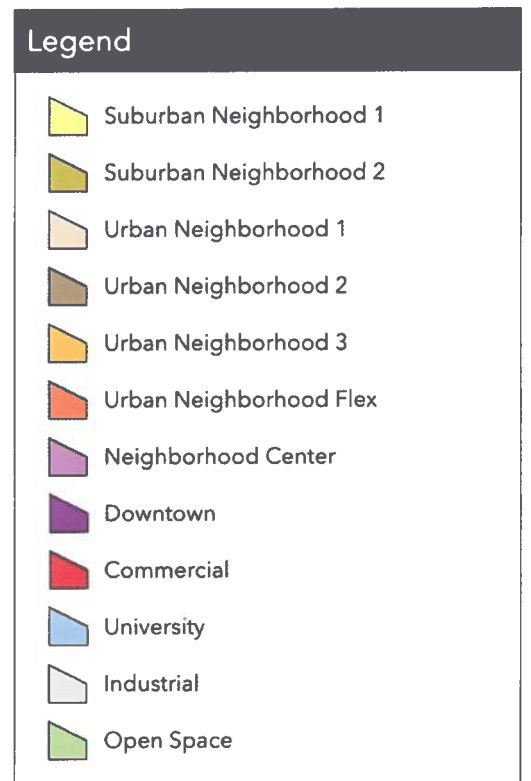 Legend
Suburban Neighborhood 1
Suburban Neighborhood 2
Urban Neighborhood 1
Urban Neighborhood 2
Urban Neighborhood 3
Urban Neighborhood Flex
Neighborhood Center
Downtown
Commercial
University
Industrial
Open Space